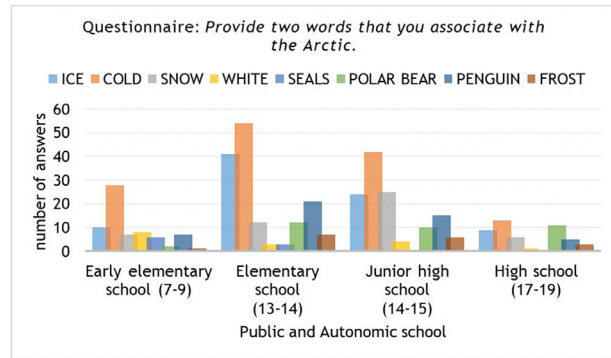 Questionnaire: Provide two words that you associate with
the Arctic.
ICE COLD SNOW WHITE SEALS POLAR BEAR PENGUIN FROST
60
50
40
30
20
10
0
number of answers
Early elementary
school (7-9)
Elementary
school
(13-14)
Junior high
school
(14-15)
High school
(17-19)
Public and Autonomic school